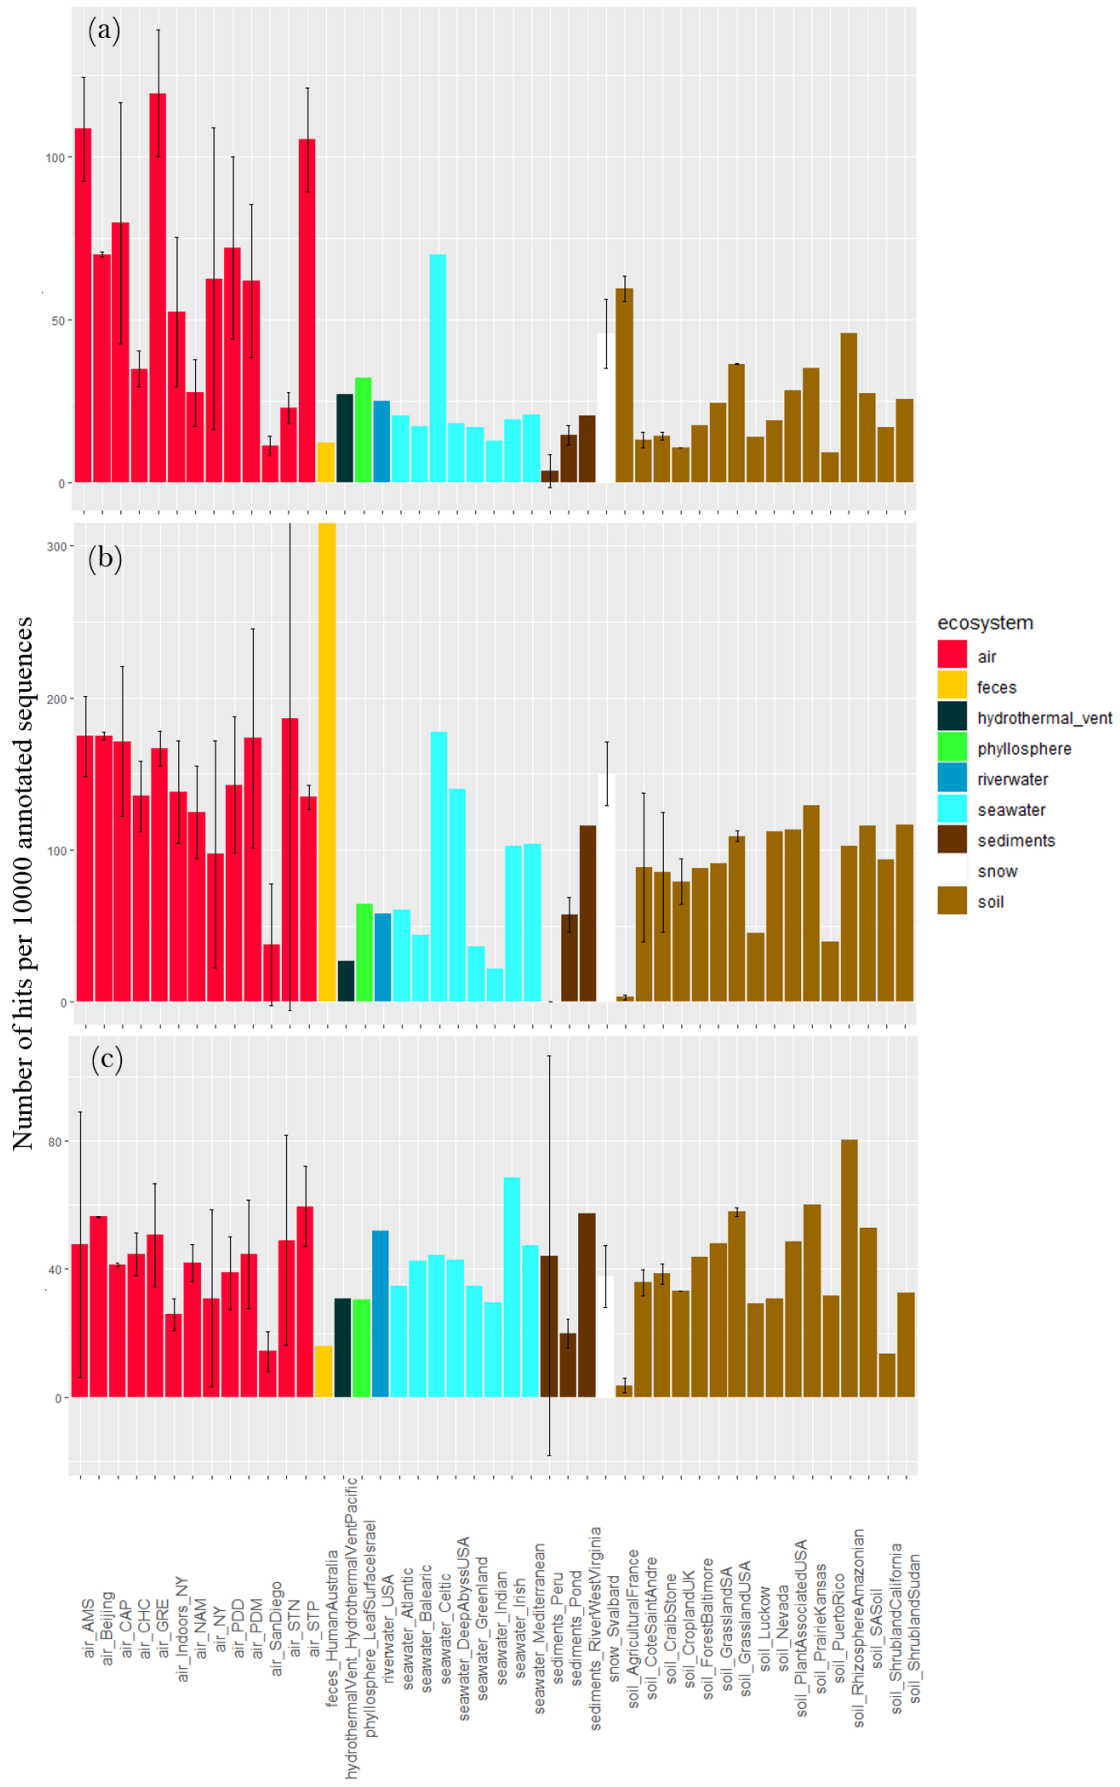 (a)
100
50
0
(b)
300
200
100
0
(c)
80
40
0
Number of hits per 10000 annotated sequences
ecosystem
air
feces
hydrothermal_vent
phyllosphere
riverwater
seawater
sediments
snow
soil
air_AMS
air_Beijing
air_CAP
air_CHC
air_GRE
air_Indoors_NY
air_NAM
air_NY
air_PDD
air_PDM
air_SanDiego
air_STN
air_STP
feces_HumanAustralia
hydrothermalVent_HydrothermalVentPacific
phyllosphere_LeafSurfaceIsrael
riverwater_USA
seawater_Atlantic
seawater_Balearic
seawater_Celtic
seawater_DeepAbyssUSA
seawater_Greenland
seawater_Indian
seawater_Irish
seawater_Mediterranean
sediments_Peru
sediments_Pond
sediments_RiverWestVirginia
snow_Svalbard
soil_AgriculturalFrance
soil_CoteSaintAndre
soil_CraibStone
soil_CroplandUK
soil_ForestBaltimore
soil_GrasslandSA
soil_GrasslandUSA
soil_Luckow
soil_Nevada
soil_PlantAssociatedUSA
soil_PrairieKansas
soil_PuertoRico
soil_RhizosphereAmazonian
soil_SASoil
soil_ShrublandCalifornia
soil_ShrublandSudan